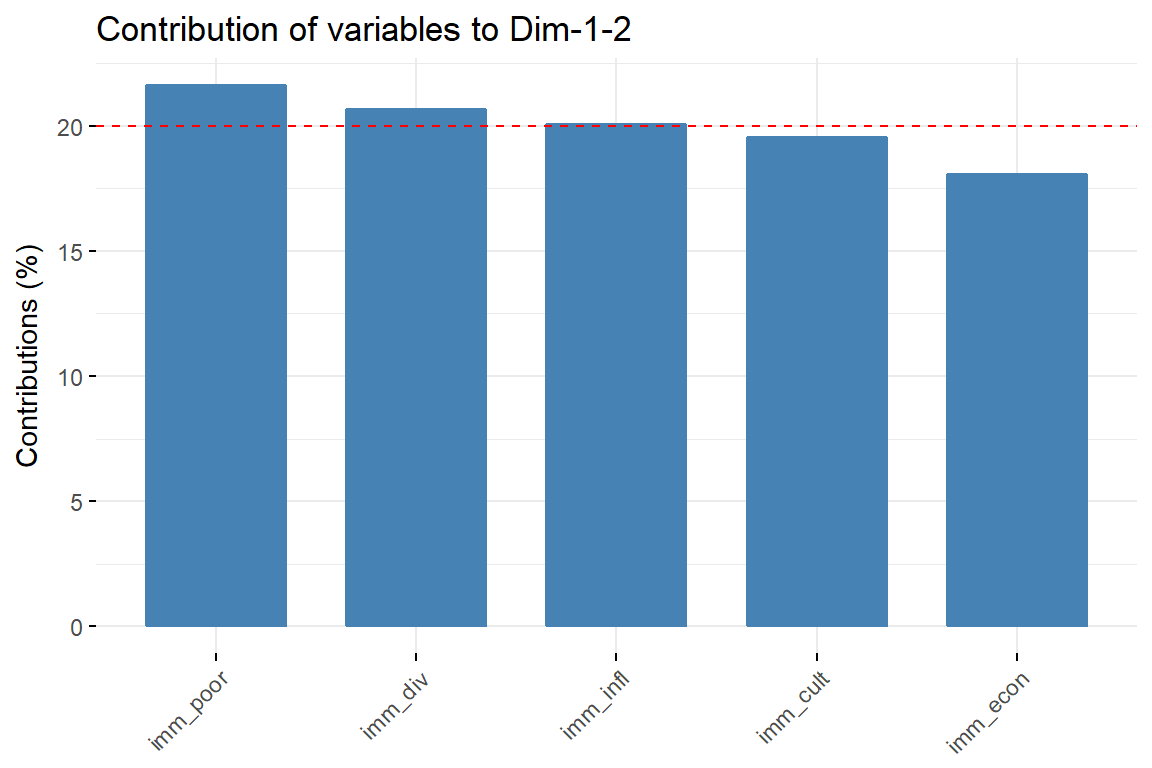 Contribution of variables to Dim-1-2
Contributions (%)
20
15
10
5
0
imm_poor
imm_div
imm_infl
imm_cult
imm_econ